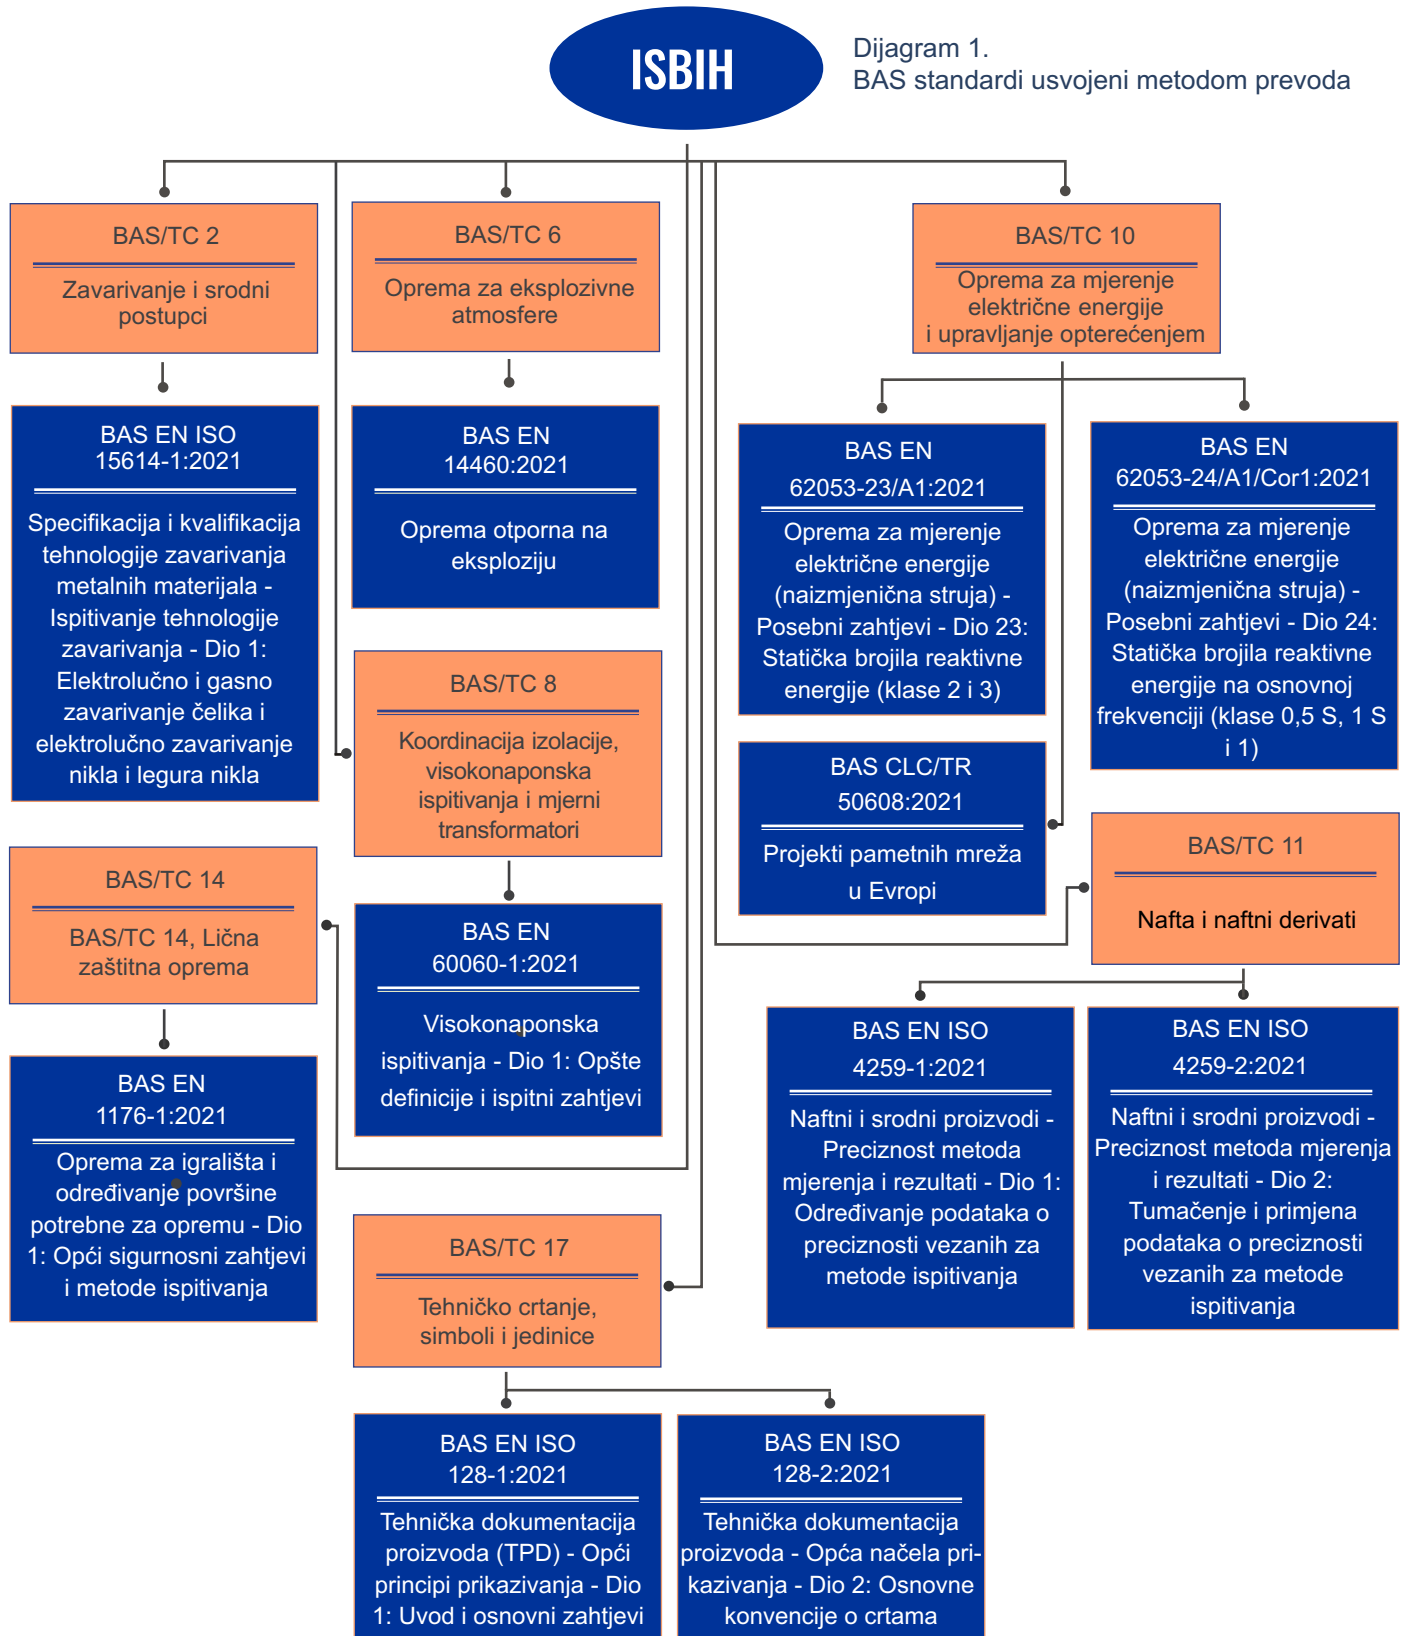 ISBIH
Dijagram 1.
BAS standardi usvojeni metodom prevoda
BAS/TC 2
Zavarivanje i srodni
postupci
BAS EN ISO
15614-1:2021
Specifikacija i kvalifikacija
tehnologije zavarivanja
metalnih materijala -
Ispitivanje tehnologije
zavarivanja - Dio 1:
Elektrolučno i gasno
zavarivanje čelika i
elektrolučno zavarivanje
nikla i legura nikla
BAS/TC 6
Oprema za eksplozivne
atmosfere
BAS EN
14460:2021
Oprema otporna na
eksploziju
BAS/TC 8
Koordinacija izolacije,
visokonaponska
ispitivanja i mjerni
transformatori
BAS EN
60060-1:2021
Visokonaponska
ispitivanja - Dio 1: Opšte
definicije i ispitni zahtjevi
BAS/TC 10
Oprema za mjerenje
električne energije
i upravljanje opterećenjem
BAS EN
62053-23/A1:2021
Oprema za mjerenje
električne energije
(naizmjenična struja) -
Posebni zahtjevi - Dio 23:
Statička brojila reaktivne
energije (klase 2 i 3)
BAS EN
62053-24/A1/Cor1:2021
Oprema za mjerenje
električne energije
(naizmjenična struja) -
Posebni zahtjevi - Dio 24:
Statička brojila reaktivne
energije na osnovnoj
frekvenciji (klase 0,5 S, 1 S
i 1)
BAS CLC/TR
50608:2021
Projekti pametnih mreža
u Evropi
BAS/TC 11
Nafta i naftni derivati
BAS EN ISO
4259-1:2021
Naftni i srodni proizvodi -
Preciznost metoda
mjerenja i rezultati - Dio 1:
Određivanje podataka o
preciznosti vezanih za
metode ispitivanja
BAS EN ISO
4259-2:2021
Naftni i srodni proizvodi -
Preciznost metoda mjerenja
i rezultati - Dio 2:
Tumačenje i primjena
podataka o preciznosti
vezanih za metode
ispitivanja
BAS/TC 14
BAS/TC 14, Lična
zaštitna oprema
BAS EN
1176-1:2021
Oprema za igrališta i
određivanje površine
potrebne za opremu - Dio
1: Opći sigurnosni zahtjevi
i metode ispitivanja
BAS/TC 17
Tehničko crtanje,
simboli i jedinice
BAS EN ISO
128-1:2021
Tehnička dokumentacija
proizvoda (TPD) - Opći
principi prikazivanja - Dio
1: Uvod i osnovni zahtjevi
BAS EN ISO
128-2:2021
Tehnička dokumentacija
proizvoda - Opća načela pri-
kazivanja - Dio 2: Osnovne
konvencije o crtama